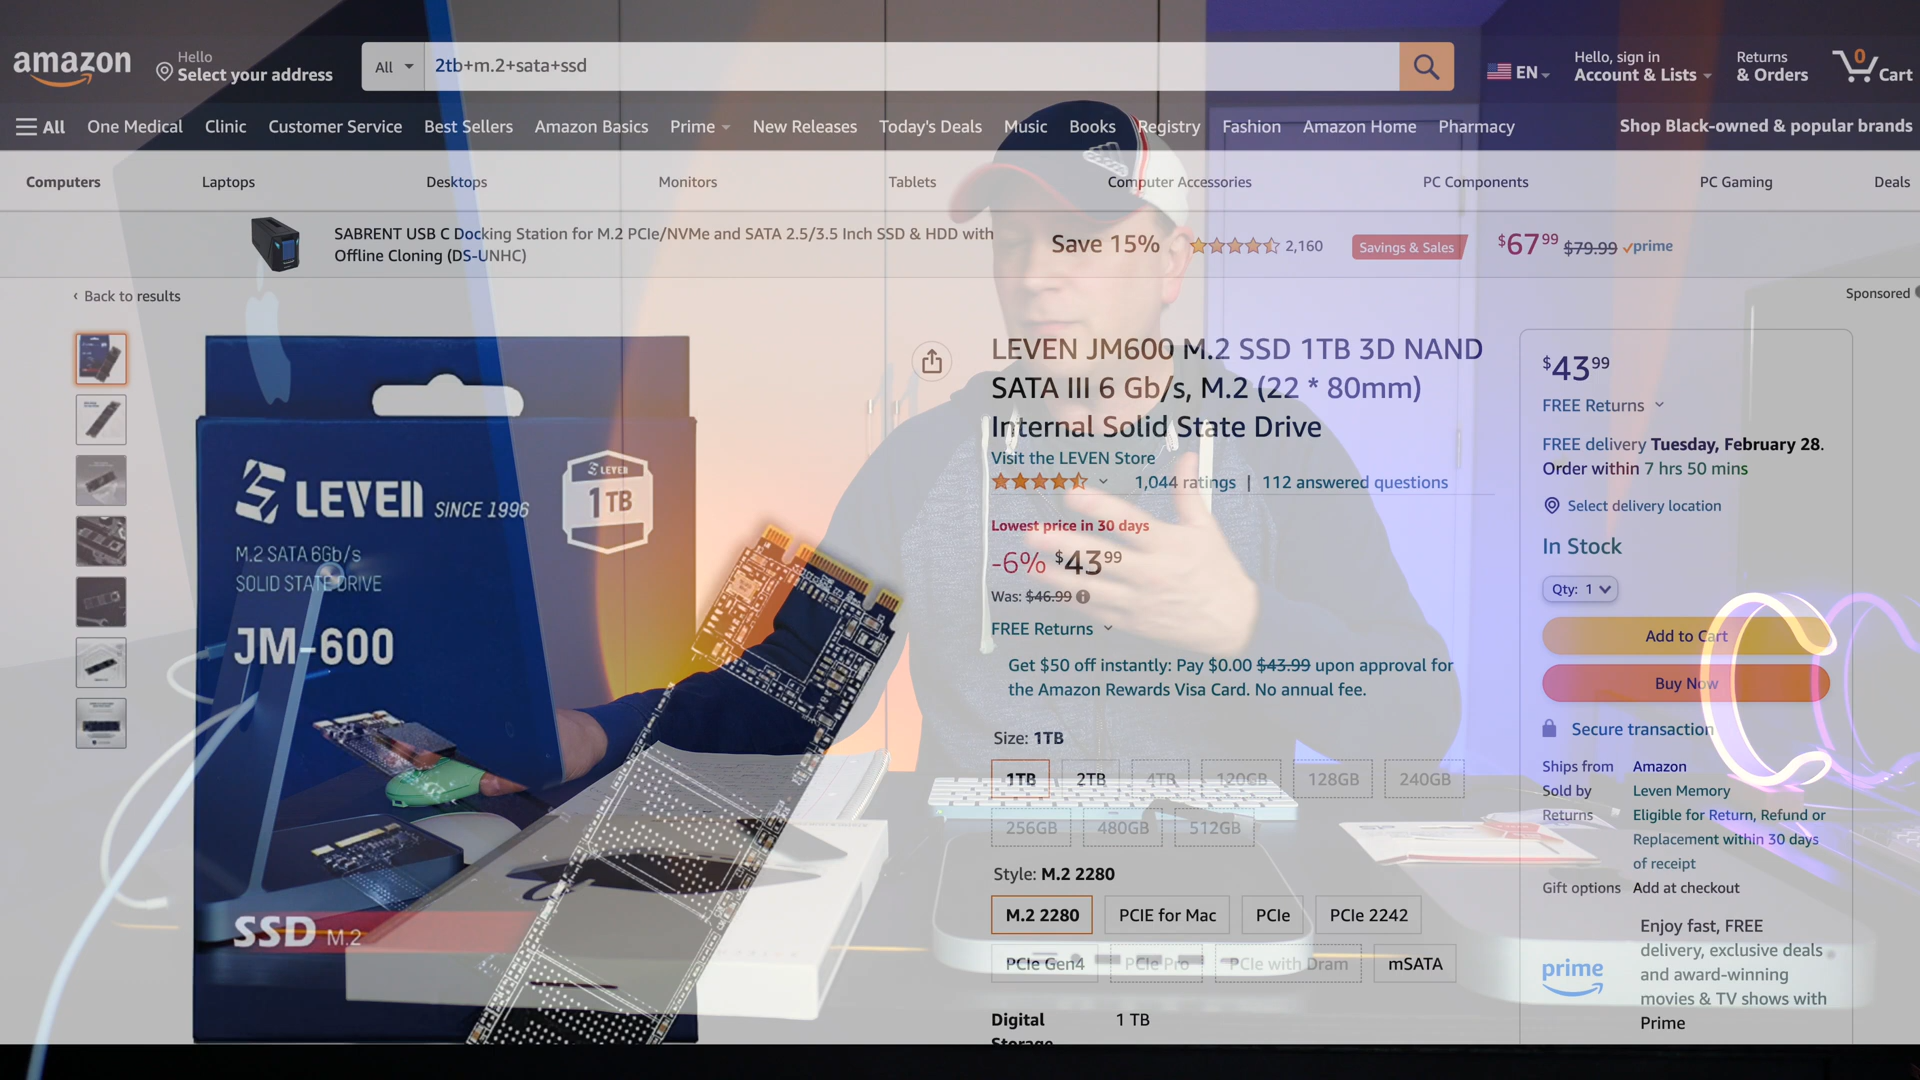 amazon
Hello
Select your address
All
2tb+m.2+sata+ssd
EN
Hello, sign in
Account & Lists
Returns
& Orders
0
Cart
All
One Medical
Clinic
Customer Service
Best Sellers
Amazon Basics
Prime
New Releases
Today's Deals
Music
Books
Registry
Fashion
Amazon Home
Pharmacy
Shop Black-owned & popular brands
Computers
Laptops
Desktops
Monitors
Tablets
Computer Accessories
PC Components
PC Gaming
Deals
SABRENT USB C Docking Station for M.2 PCIe/NVMe and SATA 2.5/3.5 Inch SSD & HDD with
Offline Cloning (DS-UNHC)
Save 15%
2,160
Savings & Sales
$67.99 $79.99 prime
‹ Back to results
Sponsored
LEVEN SINCE 1996
LEVEN
1TB
M.2 SATA 6Gb/s
SOLID STATE DRIVE
JM-600
SSD M.2
LEVEN JM600 M.2 SSD 1TB 3D NAND
SATA III 6 Gb/s, M.2 (22 * 80mm)
Internal Solid State Drive
Visit the LEVEN Store
1,044 ratings | 112 answered questions
Lowest price in 30 days
-6% $43.99
Was: $46.99
FREE Returns
Get $50 off instantly: Pay $0.00 $43.99 upon approval for
the Amazon Rewards Visa Card. No annual fee.
Size: 1TB
1TB 2TB 4TB 120GB 128GB 240GB
256GB 480GB 512GB
Style: M.2 2280
M.2 2280 PCIE for Mac PCIe PCIe 2242
PCIe Gen4 PCIe Pro PCIe with Dram mSATA
Digital 1 TB
Storage
$43.99
FREE Returns
FREE delivery Tuesday, February 28.
Order within 7 hrs 50 mins
Select delivery location
In Stock
Qty: 1
Add to Cart
Buy Now
Secure transaction
Ships from Amazon
Sold by Leven Memory
Returns Eligible for Return, Refund or
Replacement within 30 days
of receipt
Gift options Add at checkout
prime
Enjoy fast, FREE
delivery, exclusive deals
and award-winning
movies & TV shows with
Prime